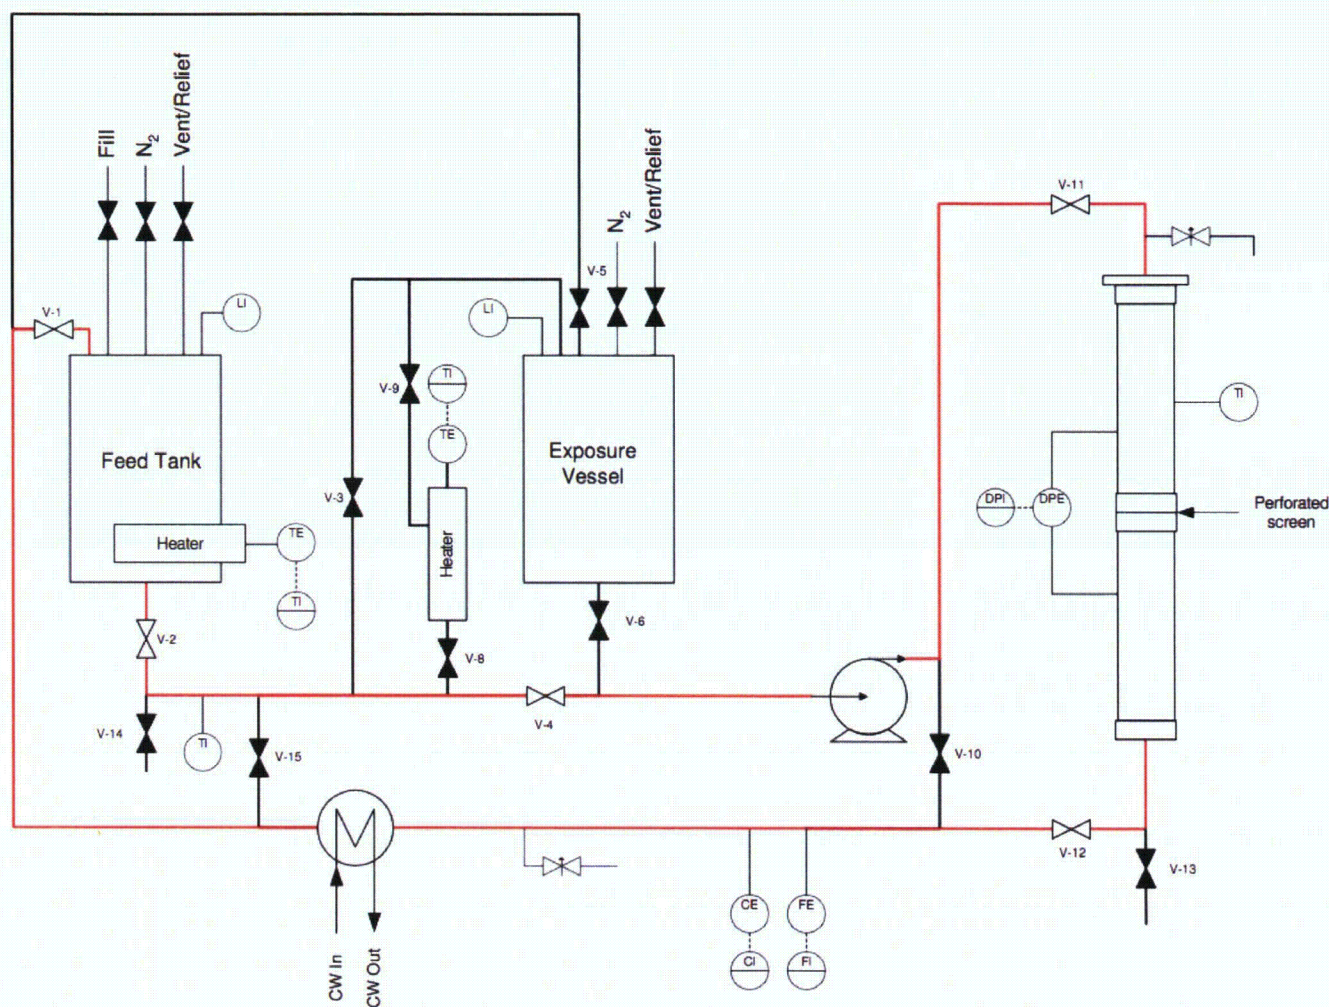 Fill
N2
Vent/Relief
N2
Vent/Relief
V-11
V-5
LI
LI
V-1
V-9
TI
TI
TE
Feed Tank
Exposure
Vessel
V-3
DPI
DPE
Perforated
screen
Heater
TE
Heater
TI
V-2
V-6
V-8
V-4
V-14
TI
V-15
V-10
V-12
V-13
CE
FE
CI
FI
CW In
CW Out